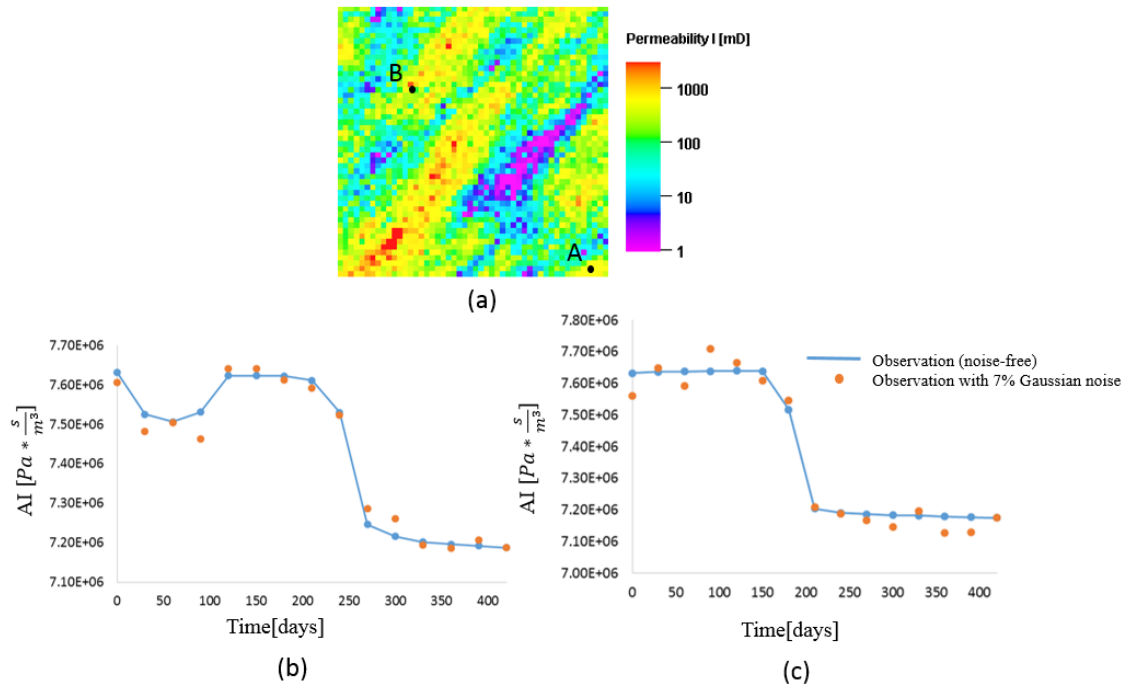 Permeability I [mD]
B
1000
100
10
A
1
(a)
7.70E+06
7.60E+06
7.50E+06
7.40E+06
7.30E+06
7.20E+06
7.10E+06
AI [Pa * s/m³]
0 50 100 150 200 250 300 350 400
Time[days]
(b)
7.80E+06
7.70E+06
7.60E+06
7.50E+06
7.40E+06
7.30E+06
7.20E+06
7.10E+06
7.00E+06
AI [Pa * s/m³]
0 50 100 150 200 250 300 350 400
Time[days]
(c)
Observation (noise-free)
Observation with 7% Gaussian noise